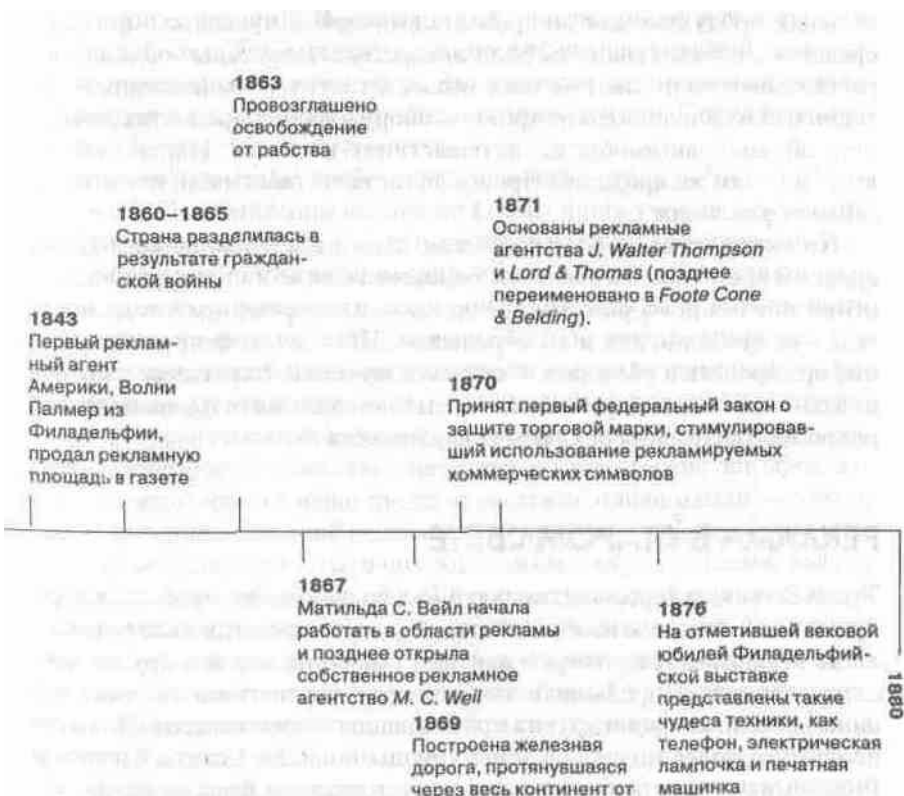 1863
Провозглашено
освобождение
от рабства
1860–1865
Страна разделилась в
результате граждан-
ской войны
1871
Основаны рекламные
агентства J. Walter Thompson
и Lord & Thomas (позднее
переименовано в Foote Cone
& Belding).
1843
Первый реклам-
ный агент
Америки, Волни
Палмер из
Филадельфии,
продал рекламную
площадь в газете
1870
Принят первый федеральный закон о
защите торговой марки, стимулировав-
ший использование рекламируемых
коммерческих символов
1867
Матильда С. Вейл начала
работать в области рекламы
и позднее открыла
собственное рекламное
агентство M. C. Weil
1869
Построена железная
дорога, протянувшаяся
через весь континент от
1876
На отметившей вековой
юбилей Филадельфий-
ской выставке
представлены такие
чудеса техники, как
телефон, электрическая
лампочка и печатная
машинка
1880